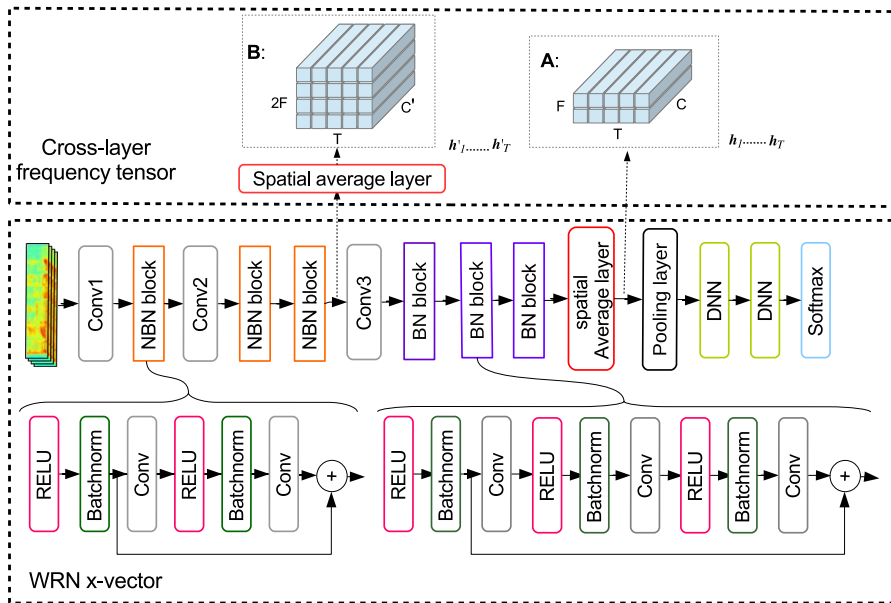 B:
2F
C'
T
h'1....... h'T
A:
F
C
T
h1....... hT
Cross-layer
frequency tensor
Spatial average layer
Conv1
NBN block
Conv2
NBN block
NBN block
Conv3
BN block
BN block
BN block
spatial
Average layer
Pooling layer
DNN
DNN
Softmax
RELU
Batchnorm
Conv
RELU
Batchnorm
Conv
+
RELU
Batchnorm
Conv
RELU
Batchnorm
Conv
RELU
Batchnorm
Conv
+
WRN x-vector